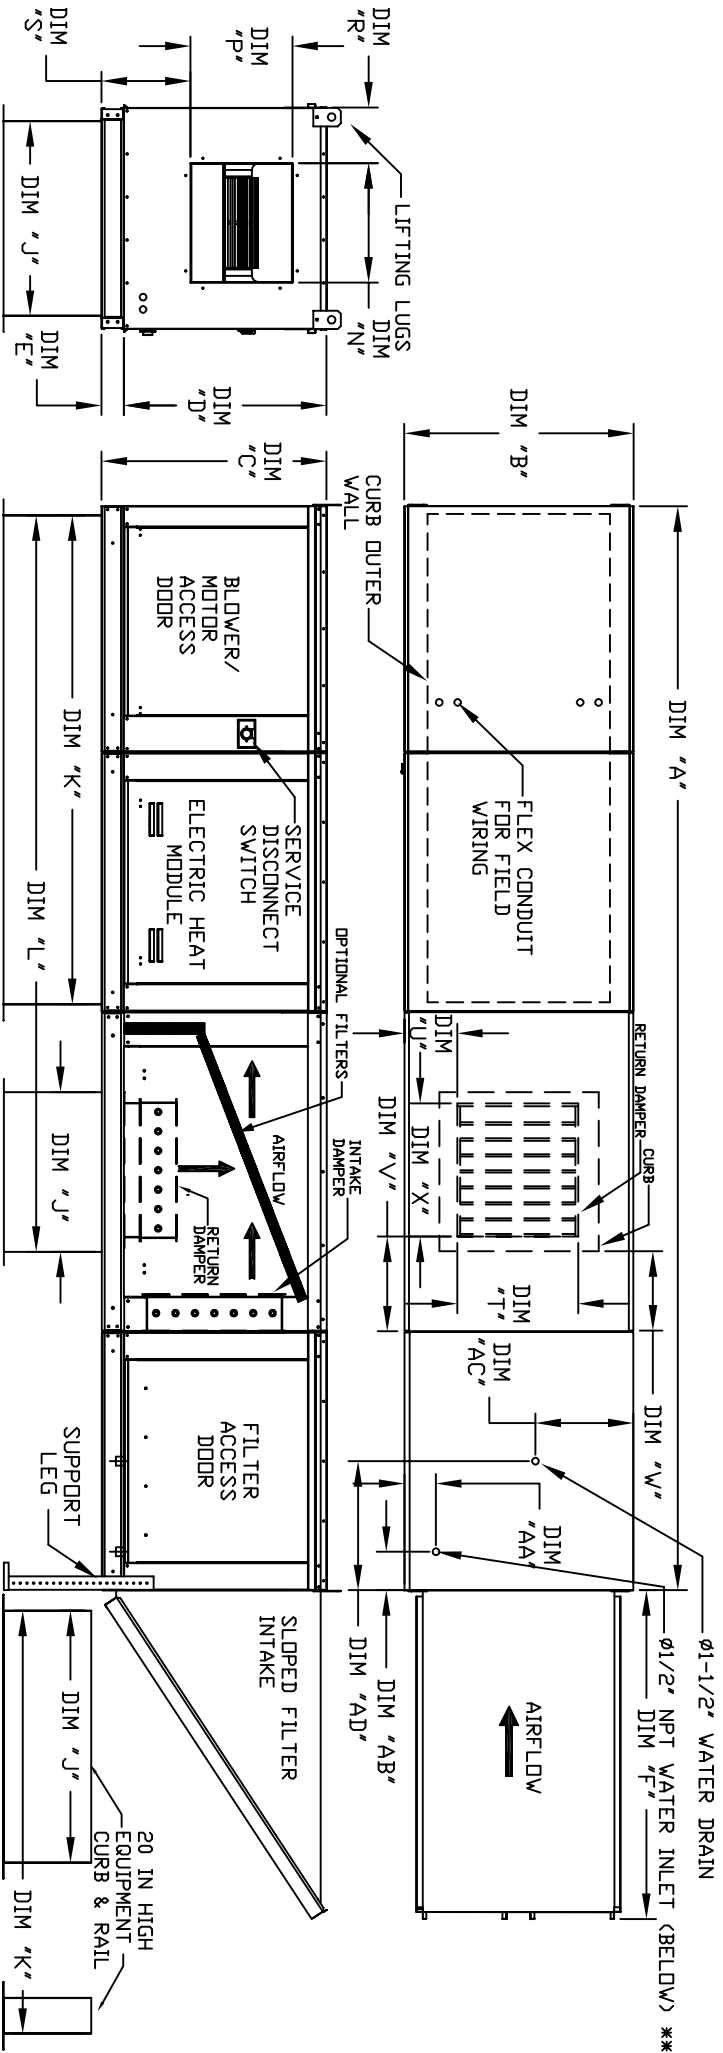 ø1-1/2" WATER DRAIN
ø1/2" NPT WATER INLET (BELOW) **
DIM "F"
DIM "A"
DIM "W"
DIM
"B"
CURB OUTER
WALL
FLEX CONDUIT
FOR FIELD
WIRING
RETURN DAMPER
CURB
DIM
"U"
DIM "X"
DIM "V"
DIM
"T"
DIM
"AC"
DIM
"AA"
DIM "AB"
DIM "AD"
AIRFLOW
DIM
"R"
LIFTING LUGS
DIM
"N"
DIM
"P"
DIM
"S"
DIM "J"
DIM
"E"
DIM
"D"
DIM
"C"
BLOWER/
MOTOR
ACCESS
DOOR
SERVICE
DISCONNECT
SWITCH
ELECTRIC HEAT
MODULE
OPTIONAL FILTERS
AIRFLOW
INTAKE
DAMPER
RETURN
DAMPER
FILTER
ACCESS
DOOR
SLOPED FILTER
INTAKE
SUPPORT
LEG
DIM "K"
DIM "L"
DIM "J"
DIM "J"
20 IN HIGH
EQUIPMENT
CURB & RAIL
DIM "K"